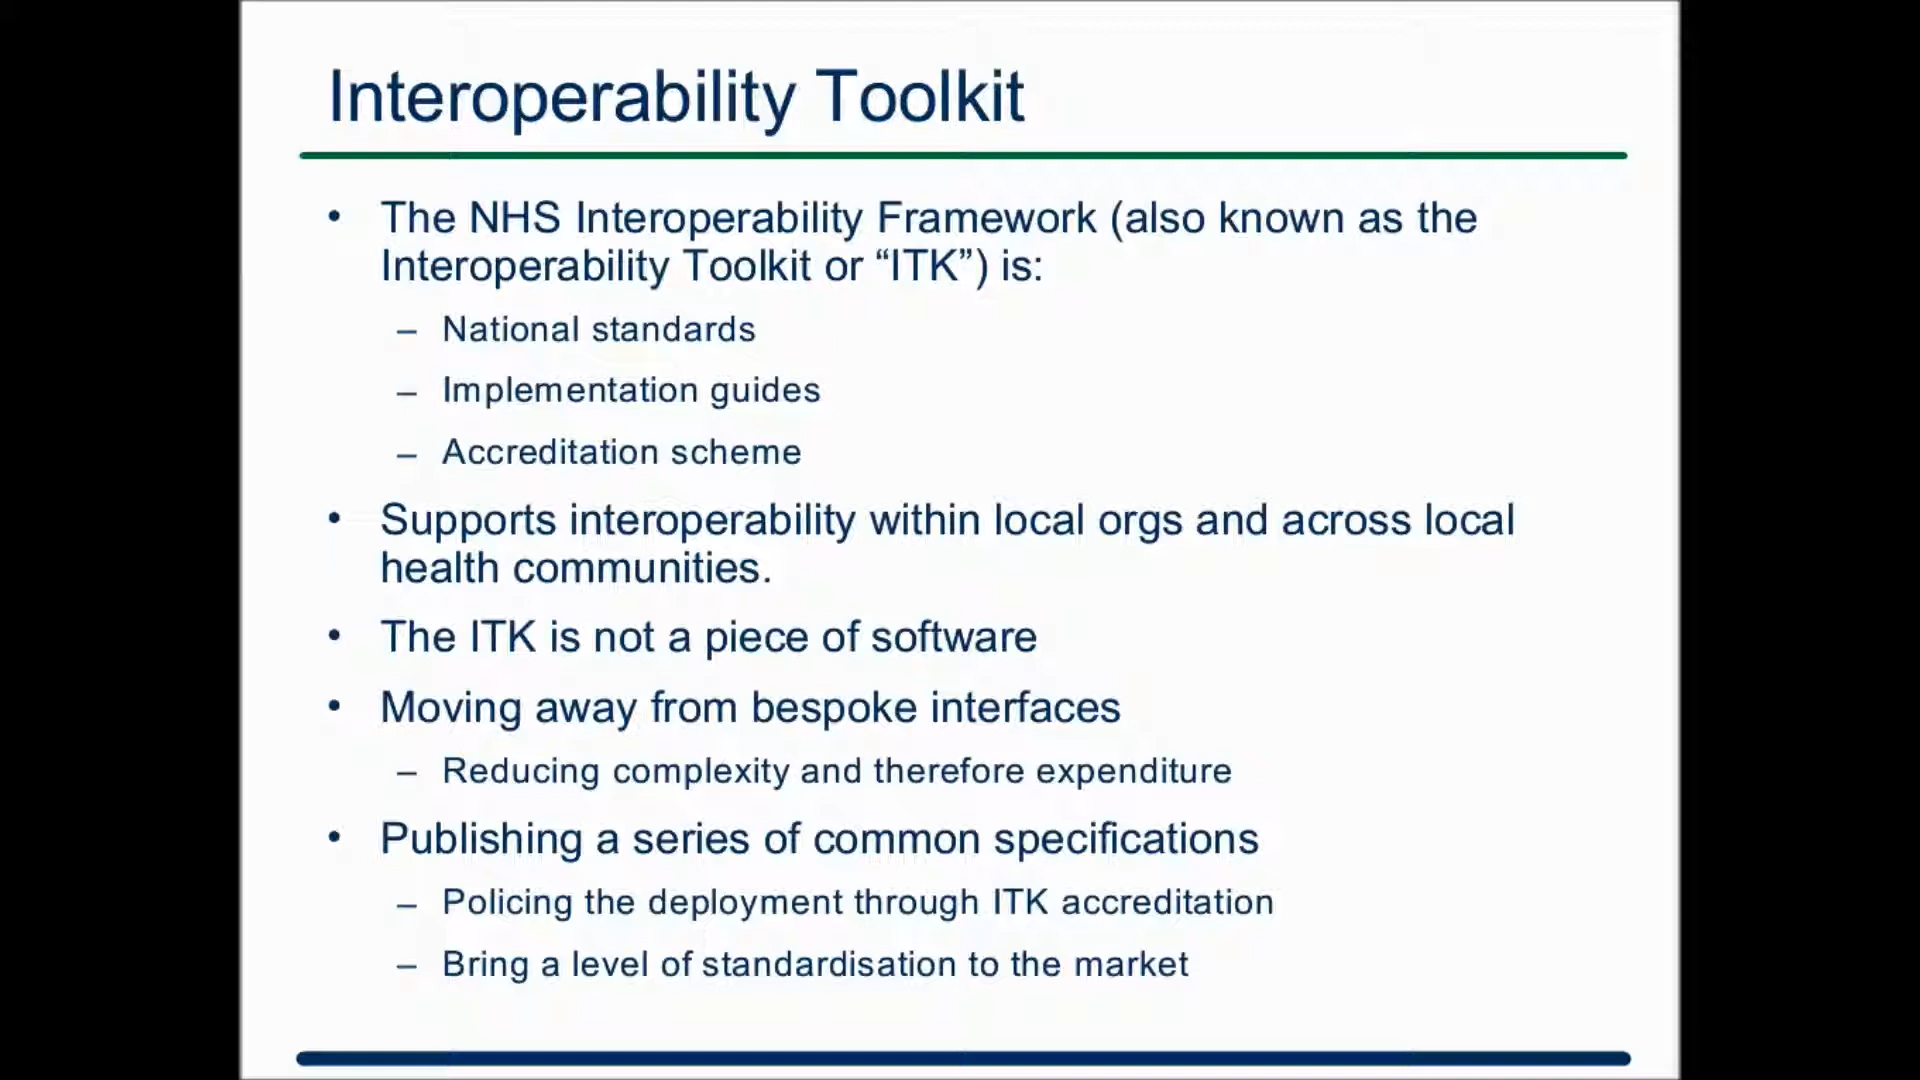 Interoperability Toolkit
• The NHS Interoperability Framework (also known as the
Interoperability Toolkit or “ITK”) is:
– National standards
– Implementation guides
– Accreditation scheme
• Supports interoperability within local orgs and across local
health communities.
• The ITK is not a piece of software
• Moving away from bespoke interfaces
– Reducing complexity and therefore expenditure
• Publishing a series of common specifications
– Policing the deployment through ITK accreditation
– Bring a level of standardisation to the market